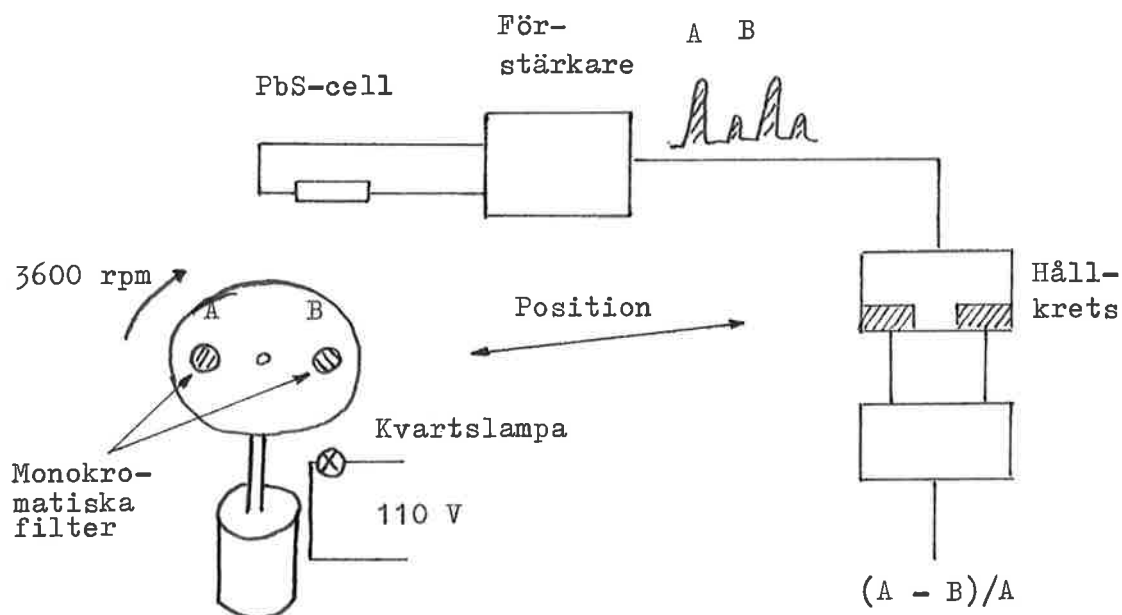 För-
stärkare
A B
PbS-cell
3600 rpm
A B
Position
Håll-
krets
Kvartslampa
Monokro-
matiska
filter
110 V
(A - B)/A